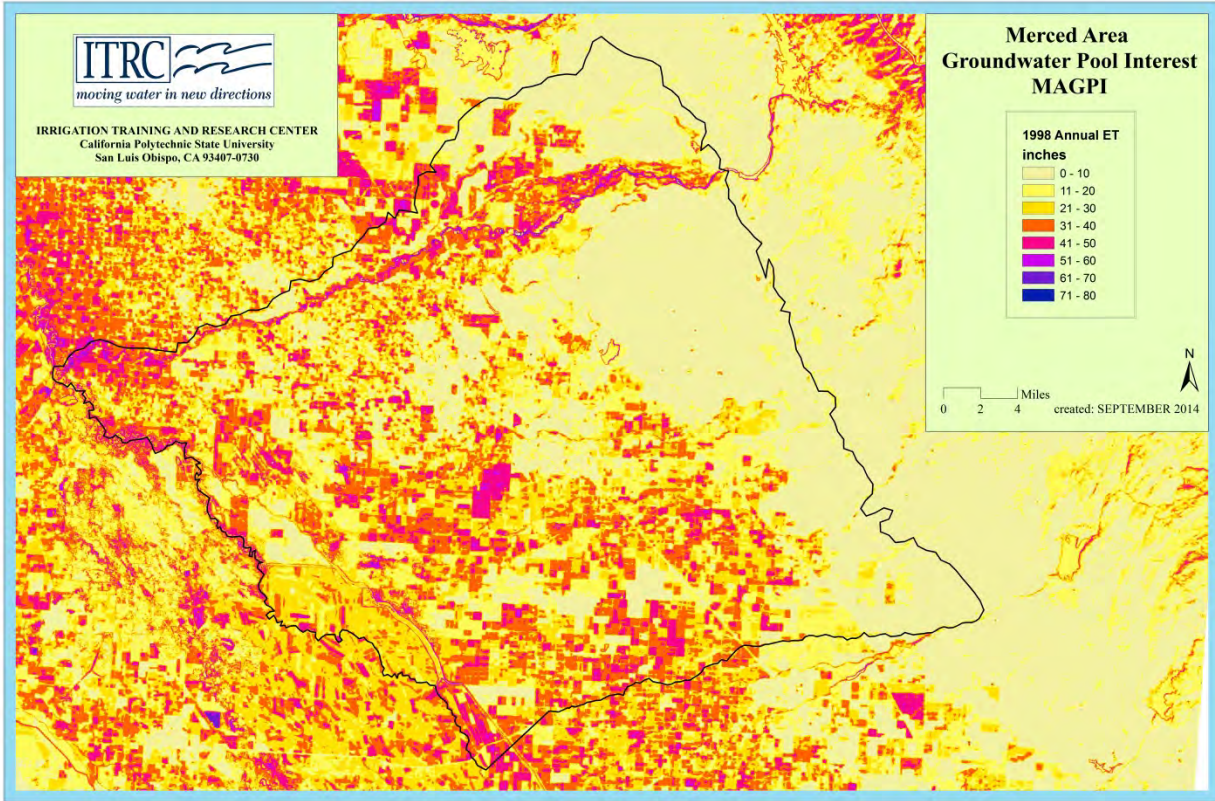 ITRC
moving water in new directions
IRRIGATION TRAINING AND RESEARCH CENTER
California Polytechnic State University
San Luis Obispo, CA 93407-0730
Merced Area
Groundwater Pool Interest
MAGPI
1998 Annual ET
inches
0 - 10
11 - 20
21 - 30
31 - 40
41 - 50
51 - 60
61 - 70
71 - 80
N
Miles
0 2 4
created: SEPTEMBER 2014